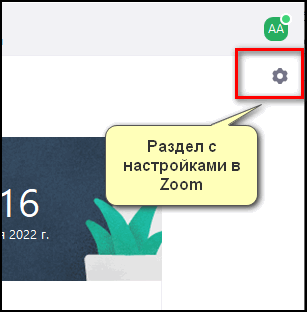 AA
Раздел с
настройками в
Zoom
16
2022 г.